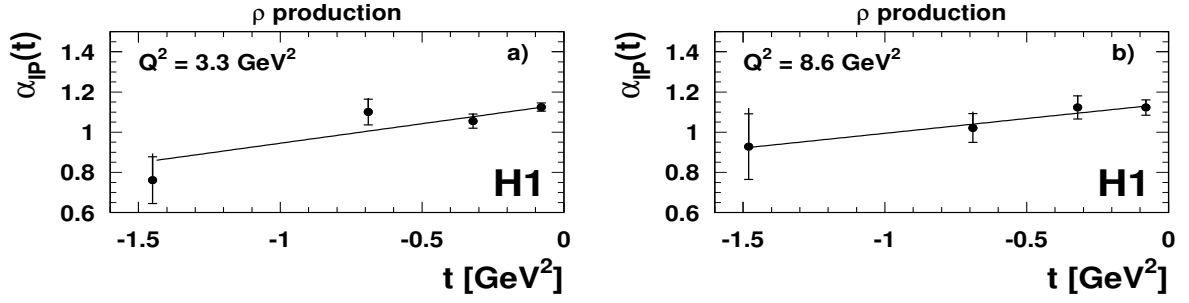 ρ production
α_IP(t)
1.4
1.2
1
0.8
0.6
Q² = 3.3 GeV²
a)
H1
-1.5
-1
-0.5
0
t [GeV²]
ρ production
α_IP(t)
1.4
1.2
1
0.8
0.6
Q² = 8.6 GeV²
b)
H1
-1.5
-1
-0.5
0
t [GeV²]